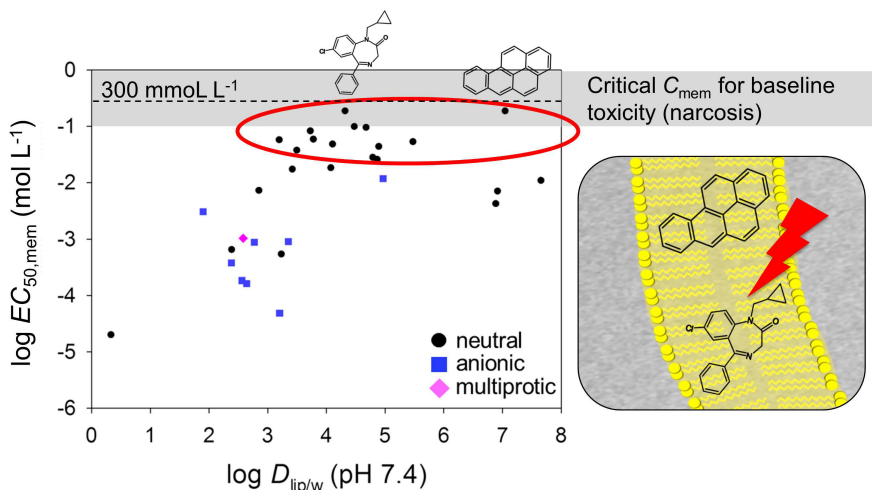 Cl
N
O
N
0
-1
-2
-3
-4
-5
-6
log EC50,mem (mol L-1)
300 mmoL L-1
Critical Cmem for baseline
toxicity (narcosis)
neutral
anionic
multiprotic
0 1 2 3 4 5 6 7 8
log Dlip/w (pH 7.4)
Cl
N
O
N